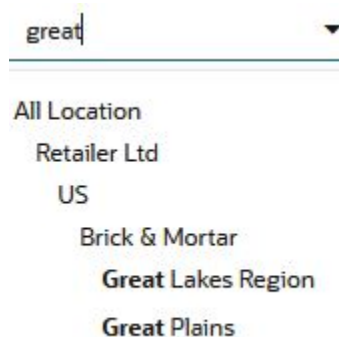 great
All Location
Retailer Ltd
US
Brick & Mortar
Great Lakes Region
Great Plains